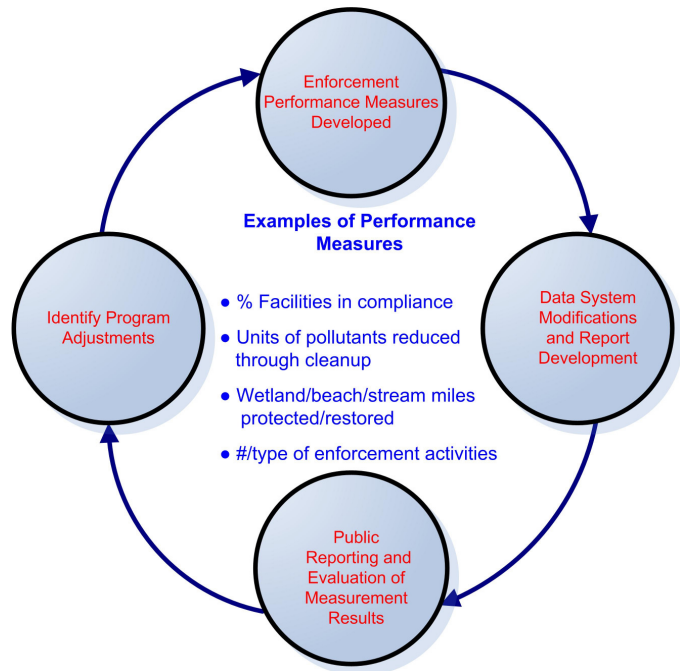 Enforcement
Performance Measures
Developed
Examples of Performance
Measures
● % Facilities in compliance
● Units of pollutants reduced
through cleanup
● Wetland/beach/stream miles
protected/restored
● #/type of enforcement activities
Data System
Modifications
and Report
Development
Public
Reporting and
Evaluation of
Measurement
Results
Identify Program
Adjustments